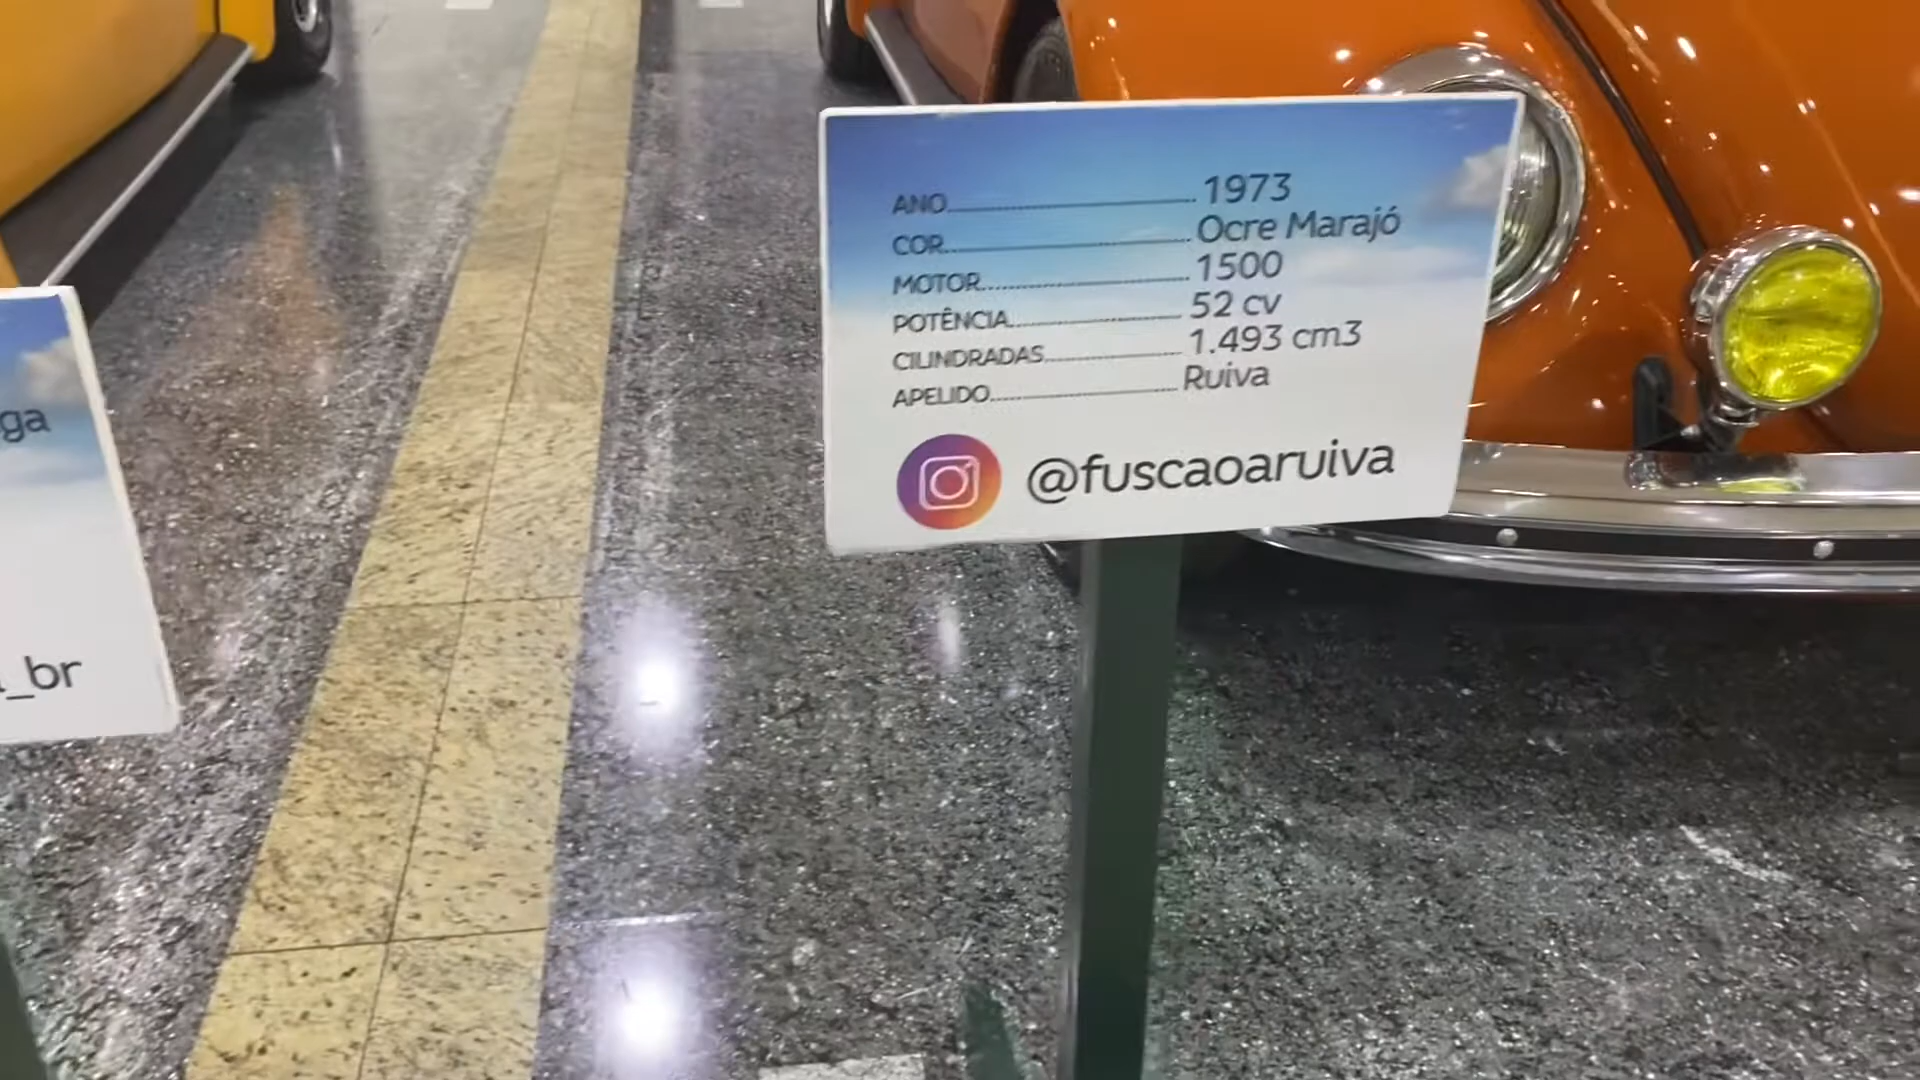 ANO 1973
COR Ocre Marajó
MOTOR 1500
POTÊNCIA 52 cv
CILINDRADAS 1.493 cm3
APELIDO Ruiva
@fuscaoaruiva
ga
_br